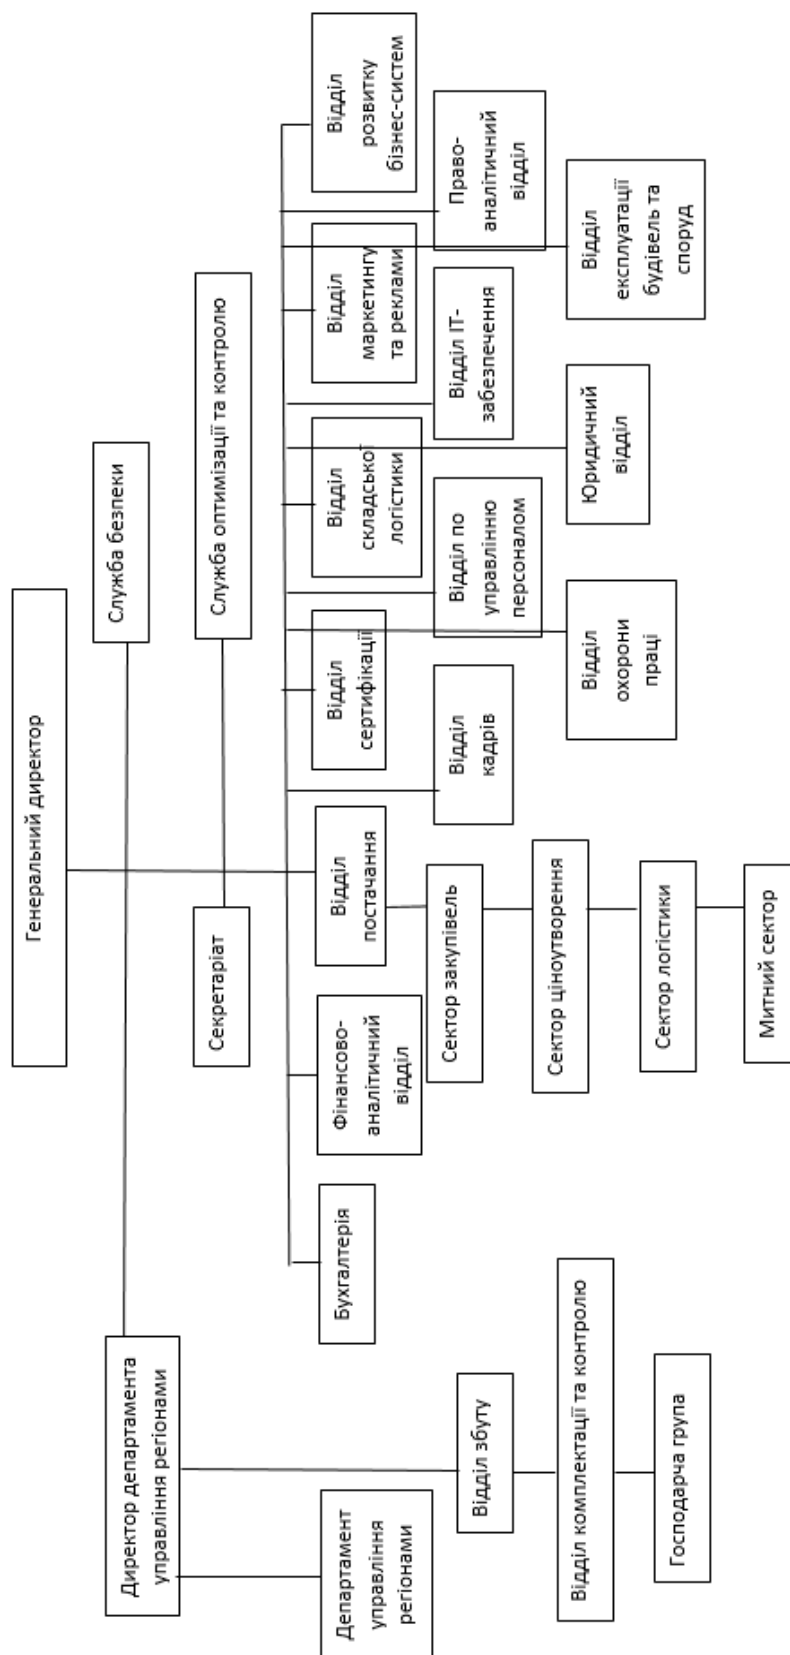 Генеральний директор
Директор департамента
управління регіонами
Служба безпеки
Секретаріат
Служба оптимізації та контролю
Департамент
управління
регіонами
Бухгалтерія
Фінансово-
аналітичний
відділ
Відділ
постачання
Відділ
сертифікації
Відділ
складської
логістики
Відділ
маркетингу
та реклами
Відділ
розвитку
бізнес-систем
Відділ збуту
Сектор закупівель
Відділ
кадрів
Відділ по
управлінню
персоналом
Відділ ІТ-
забезпечення
Право-
аналітичний
відділ
Відділ комплектації та контролю
Сектор ціноутворення
Відділ
охорони
праці
Юридичний
відділ
Відділ
експлуатації
будівель та
споруд
Господарча група
Сектор логістики
Митний сектор